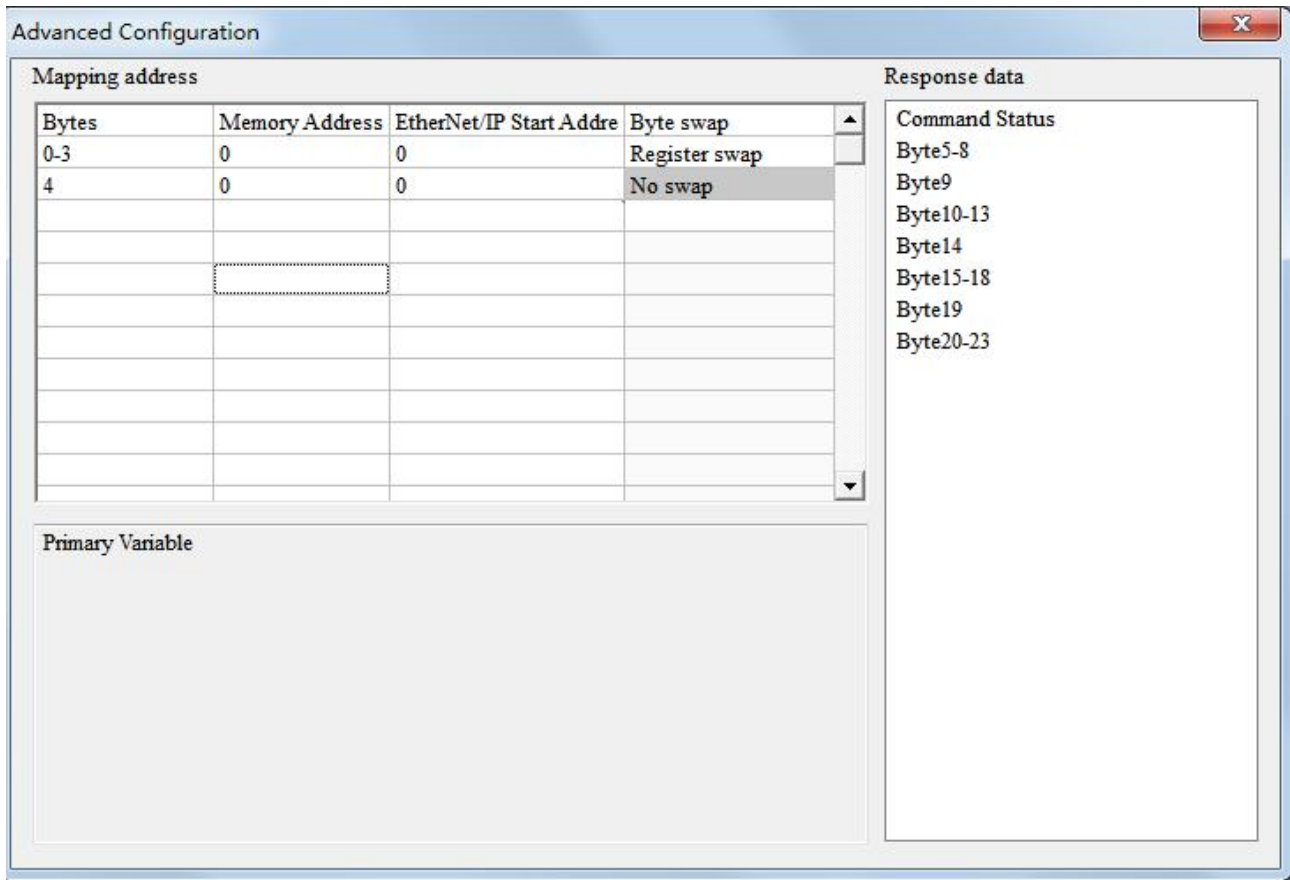 Advanced Configuration
Mapping address
Bytes Memory Address EtherNet/IP Start Addre Byte swap
0-3 0 0 Register swap
4 0 0 No swap
Primary Variable
Response data
Command Status
Byte5-8
Byte9
Byte10-13
Byte14
Byte15-18
Byte19
Byte20-23